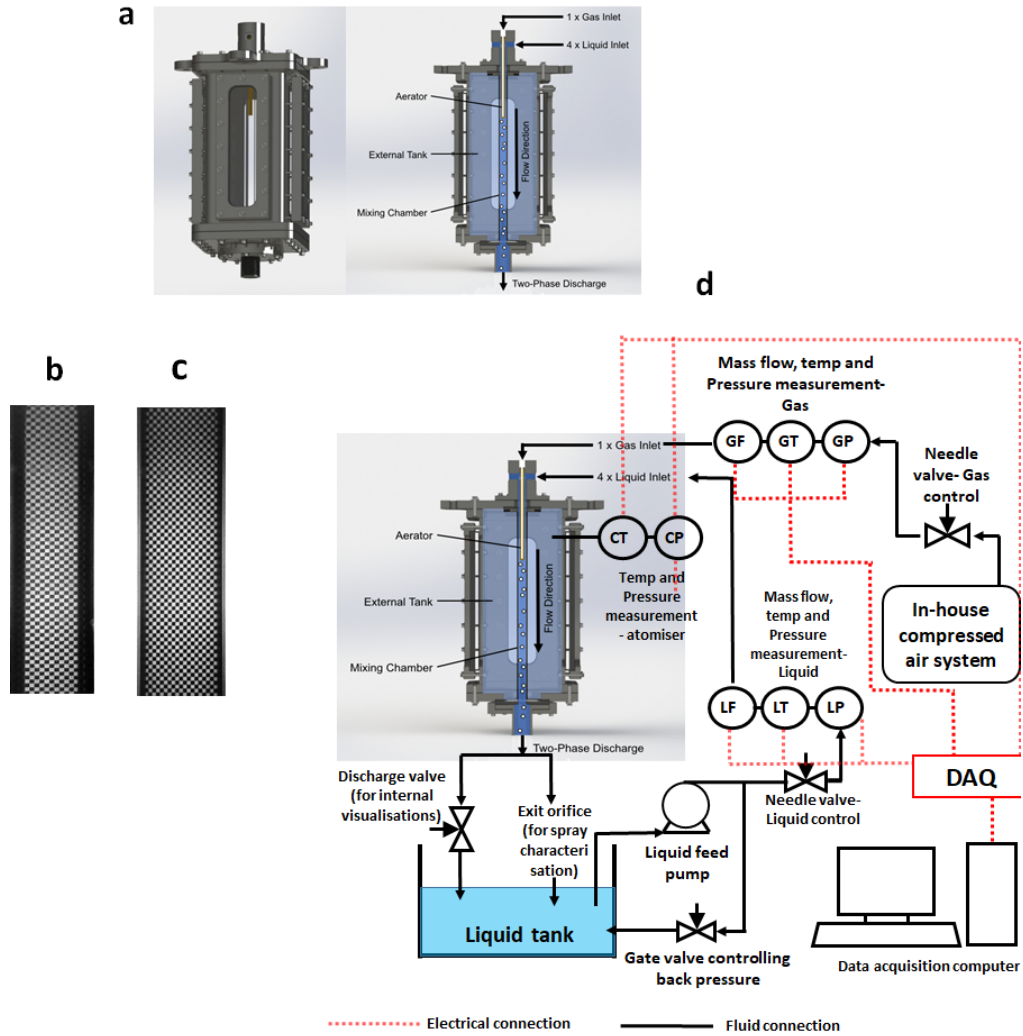 a
1 x Gas Inlet
4 x Liquid Inlet
Aerator
External Tank
Flow Direction
Mixing Chamber
Two-Phase Discharge
b
c
d
Mass flow, temp and
Pressure measurement-
Gas
GF
GT
GP
Needle
valve- Gas
control
In-house
compressed
air system
1 x Gas Inlet
4 x Liquid Inlet
Aerator
External Tank
Flow Direction
Mixing Chamber
Two-Phase Discharge
CT
CP
Temp and
Pressure
measurement
- atomiser
Mass flow,
temp and
Pressure
measurement-
Liquid
LF
LT
LP
DAQ
Needle valve-
Liquid control
Discharge valve
(for internal
visualisations)
Exit orifice
(for spray
characteri
sation)
Liquid feed
pump
Liquid tank
Gate valve controlling
back pressure
Data acquisition computer
Electrical connection
Fluid connection